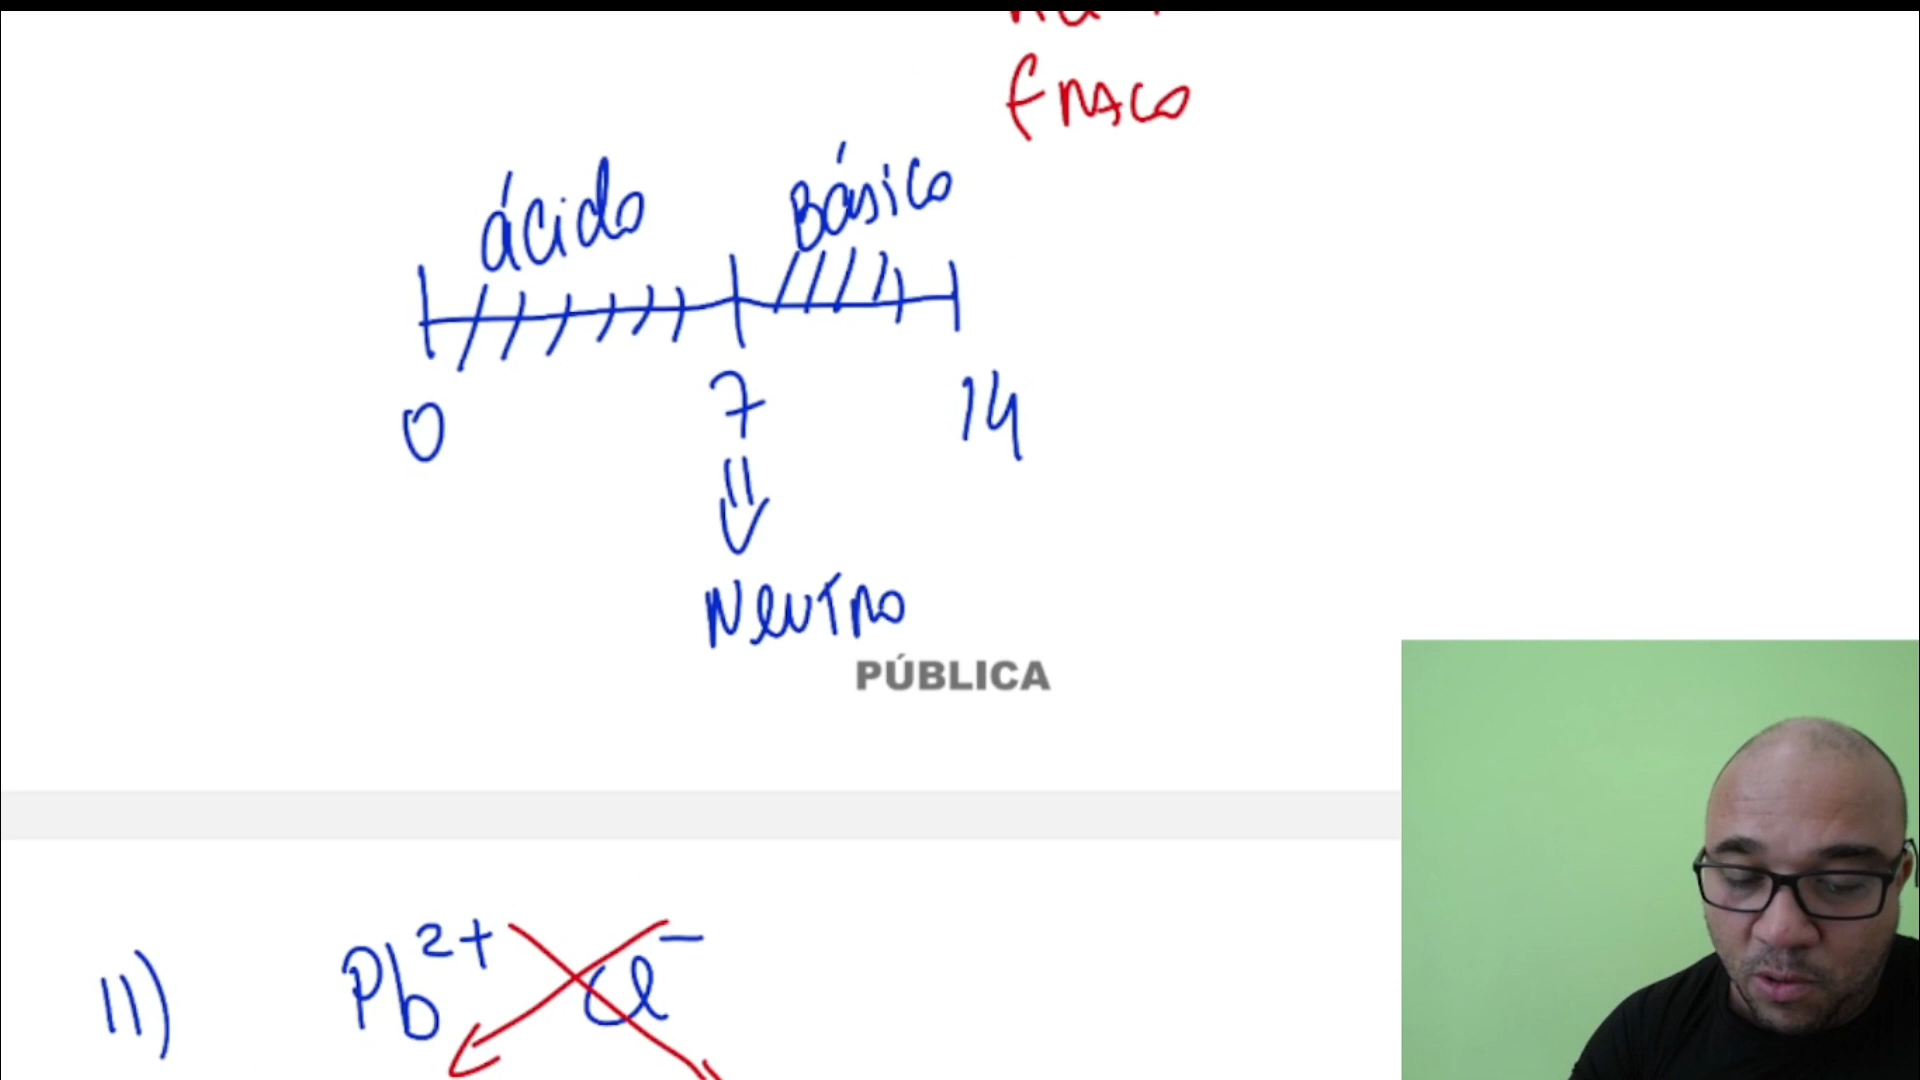 fraco
ácido Básico
0 7 14
Neutro
PÚBLICA
11) Pb²⁺ Cl⁻